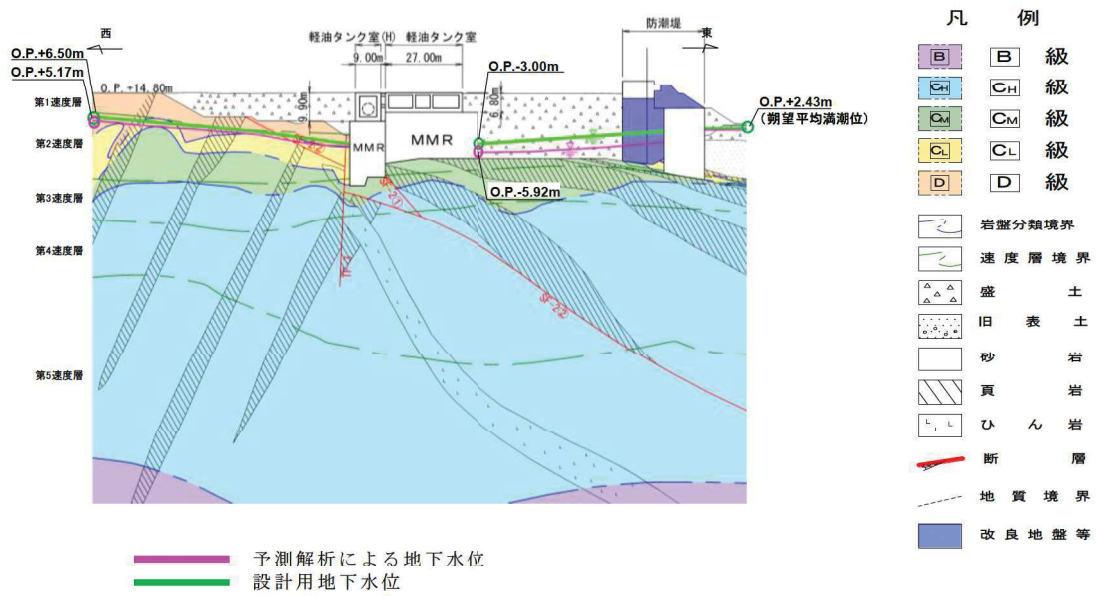 防潮堤
西
軽油タンク室(H) 軽油タンク室
東
9.00m 27.00m
O.P.+6.50m
O.P.+5.17m
O.P.-3.00m
O.P.+14.80m
第1速度層
9.90m
6.80m
O.P.+2.43m
(期望平均満潮位)
第2速度層
MMR
MMR
O.P.-5.92m
第3速度層
SF-2①
第4速度層
TF-1
SF-2②
第5速度層
凡 例
B B 級
CH CH 級
CM CM 級
CL CL 級
D D 級
岩盤分類境界
速度層境界
盛土
旧表土
砂岩
頁岩
ひん岩
断層
地質境界
改良地盤等
予測解析による地下水位
設計用地下水位